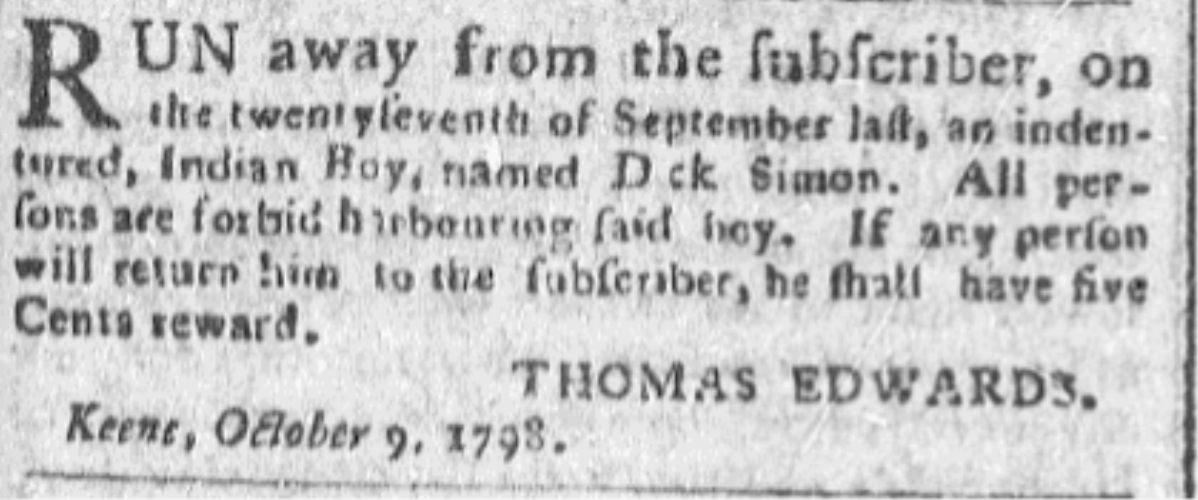 RUN away from the ſubſcriber, on
the twentyſeventh of September laſt, an inden-
tured, Indian Boy, named D ck Simon. All per-
ſons are forbid harbouring ſaid boy. If any perſon
will return him to the ſubſcriber, he ſhall have five
Cents reward.
THOMAS EDWARDS.
Keene, October 9. 1798.